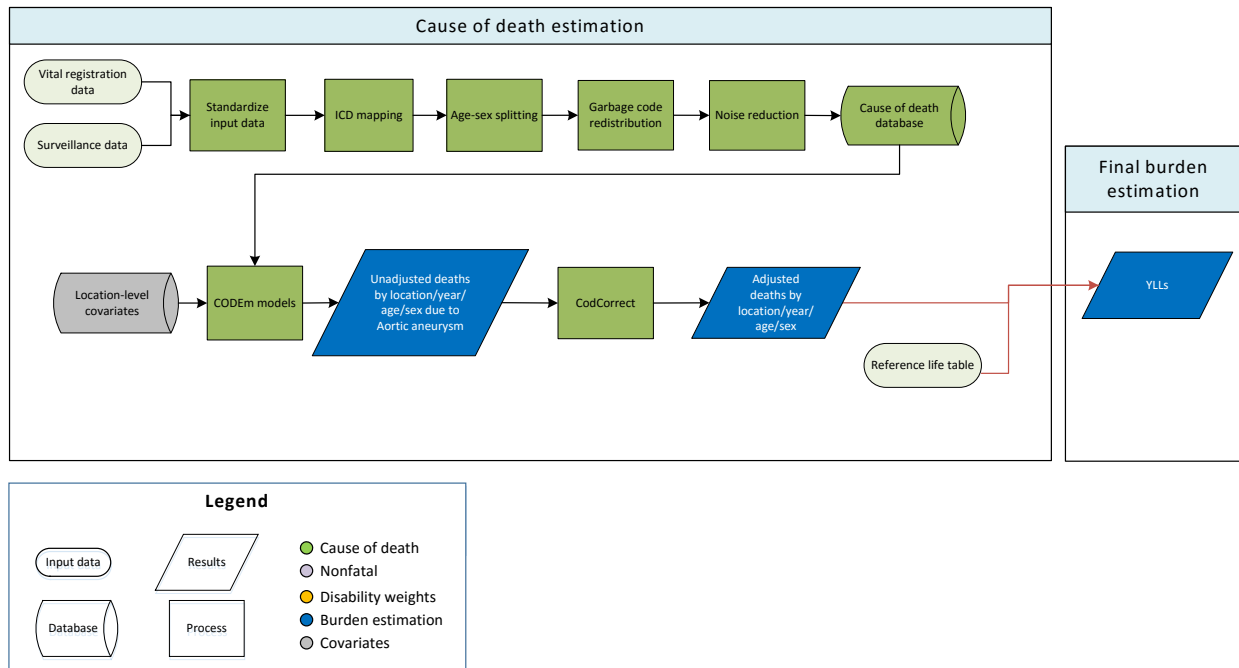 Cause of death estimation
Vital registration
data
Surveillance data
Standardize
input data
ICD mapping
Age-sex splitting
Garbage code
redistribution
Noise reduction
Cause of death
database
Final burden
estimation
Location-level
covariates
CODEm models
Unadjusted deaths
by location/year/
age/sex due to
Aortic aneurysm
CodCorrect
Adjusted
deaths by
location/year/
age/sex
YLLs
Reference life table
Legend
Input data
Results
Database
Process
Cause of death
Nonfatal
Disability weights
Burden estimation
Covariates